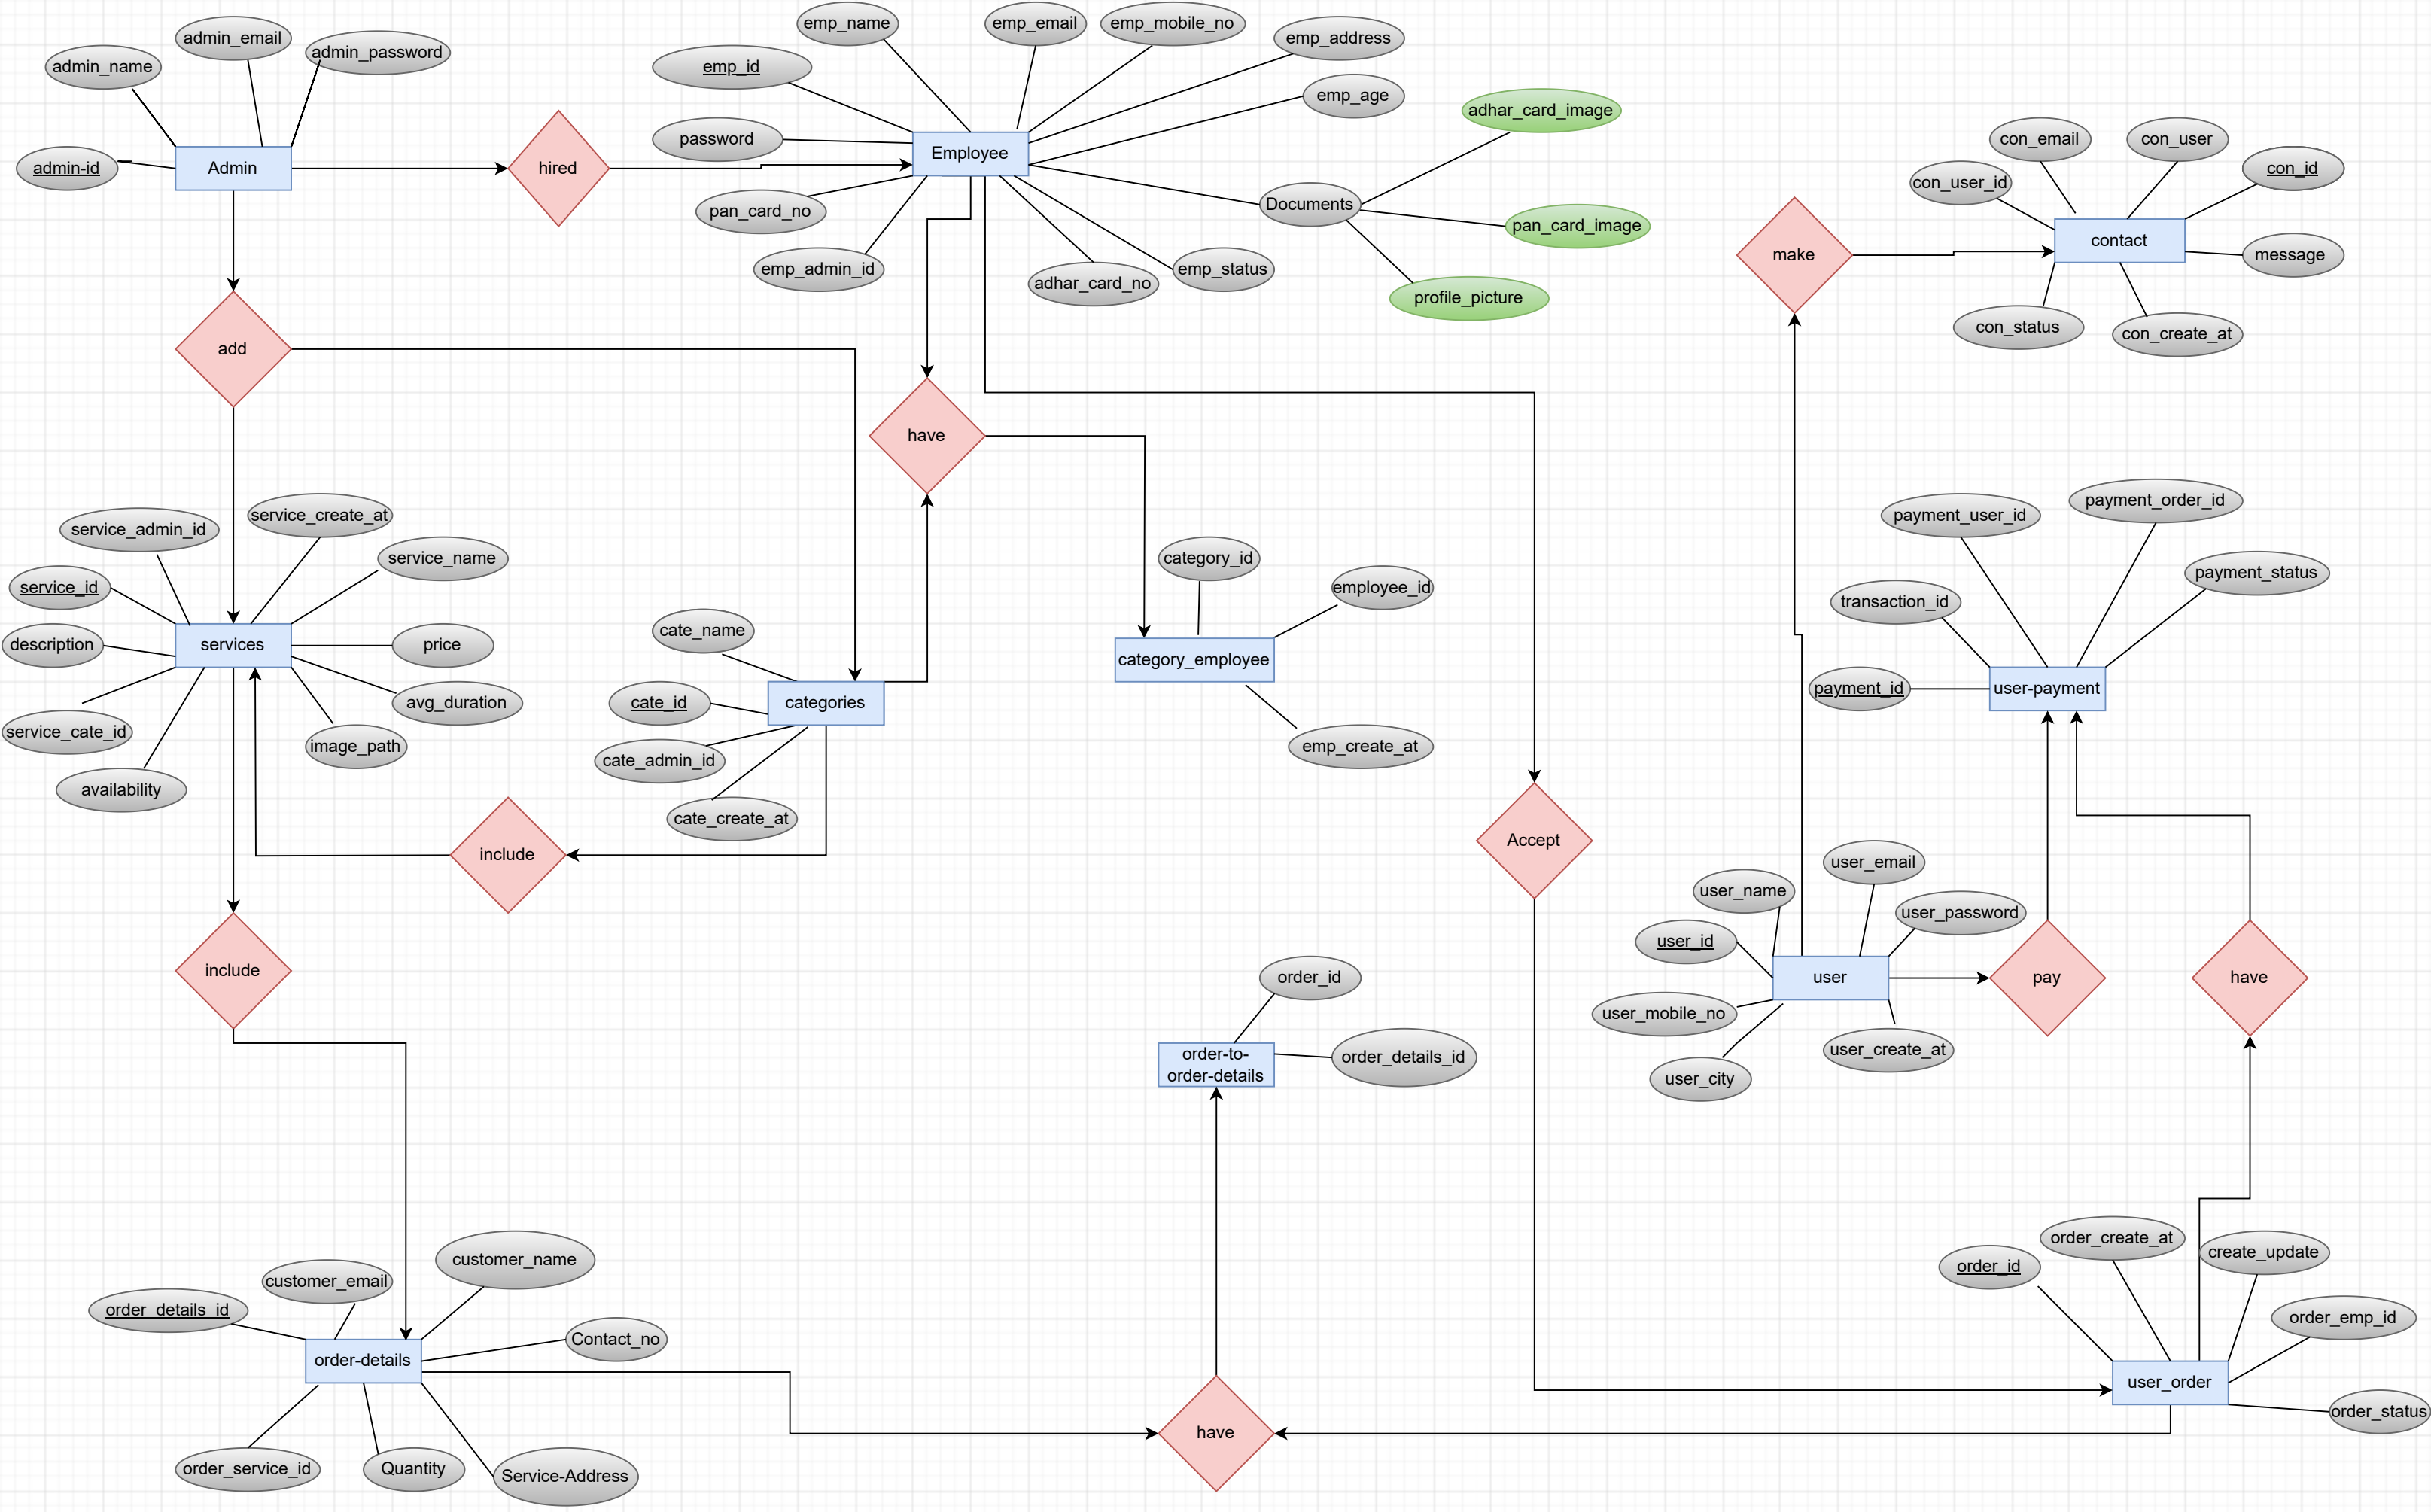 emp_name
emp_email
emp_mobile_no
admin_email
emp_address
admin_name
admin_password
emp_id
emp_age
adhar_card_image
password
Employee
con_email
con_user
admin-id
Admin
hired
con_user_id
con_id
Documents
pan_card_no
pan_card_image
contact
make
message
emp_admin_id
emp_status
adhar_card_no
profile_picture
con_status
con_create_at
add
have
payment_order_id
service_create_at
payment_user_id
service_admin_id
service_name
category_id
payment_status
service_id
employee_id
transaction_id
cate_name
description
services
price
category_employee
payment_id
user-payment
cate_id
categories
avg_duration
service_cate_id
image_path
emp_create_at
cate_admin_id
availability
cate_create_at
Accept
include
user_email
user_name
user_password
user_id
include
order_id
user
pay
have
user_mobile_no
user_create_at
order-to-
order-details
order_details_id
user_city
order_create_at
create_update
customer_name
order_id
customer_email
order_details_id
order_emp_id
Contact_no
order-details
user_order
order_status
have
order_service_id
Quantity
Service-Address